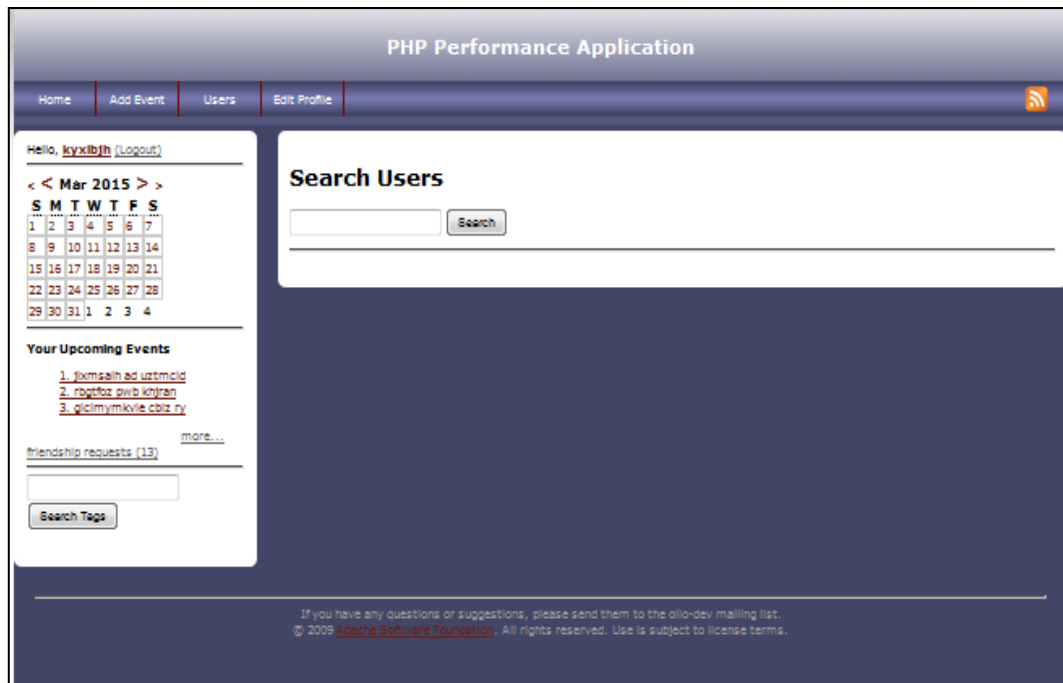 PHP Performance Application
Home Add Event Users Edit Profile
Hello, kyxlbjh (Logout)
< < Mar 2015 > >
S M T W T F S
1 2 3 4 5 6 7
8 9 10 11 12 13 14
15 16 17 18 19 20 21
22 23 24 25 26 27 28
29 30 31 1 2 3 4
Your Upcoming Events
1. jlxmsalh ad uztmcld
2. rbgtfoz pwb khjran
3. glclmymkvle cblz ry
more...
friendship requests (13)
Search Tags
Search Users
Search
If you have any questions or suggestions, please send them to the olio-dev mailing list.
© 2009 Apache Software Foundation. All rights reserved. Use is subject to license terms.